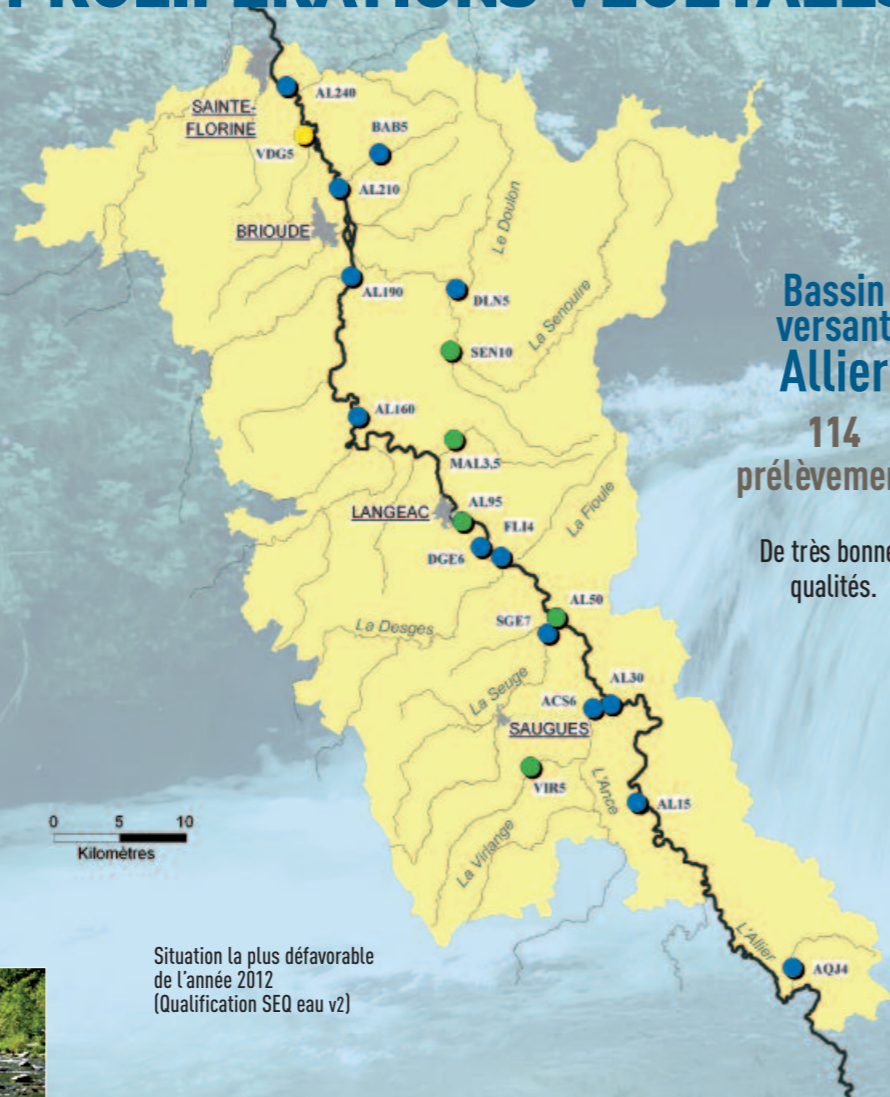 PROLIFÉRATIONS VÉGÉTALES
AL240
SAINTE-
FLORINE
BAB5
VDG5
AL210
Le Doulon
BRIOUDE
AL190
DLN5
La Senouire
Bassin
versant
Allier
SEN10
AL160
114
MAL3,5
AL95
LANGEAC
FLI4
La Fioule
DGE6
De très bonne
qualités.
AL50
SGE7
La Desges
AL30
La Seuge
ACS6
SAUGUES
VIR5
L'Ance
AL15
0 5 10
Kilomètres
La Virlange
L'Allier
AQJ4
Situation la plus défavorable
de l'année 2012
(Qualification SEQ eau v2)